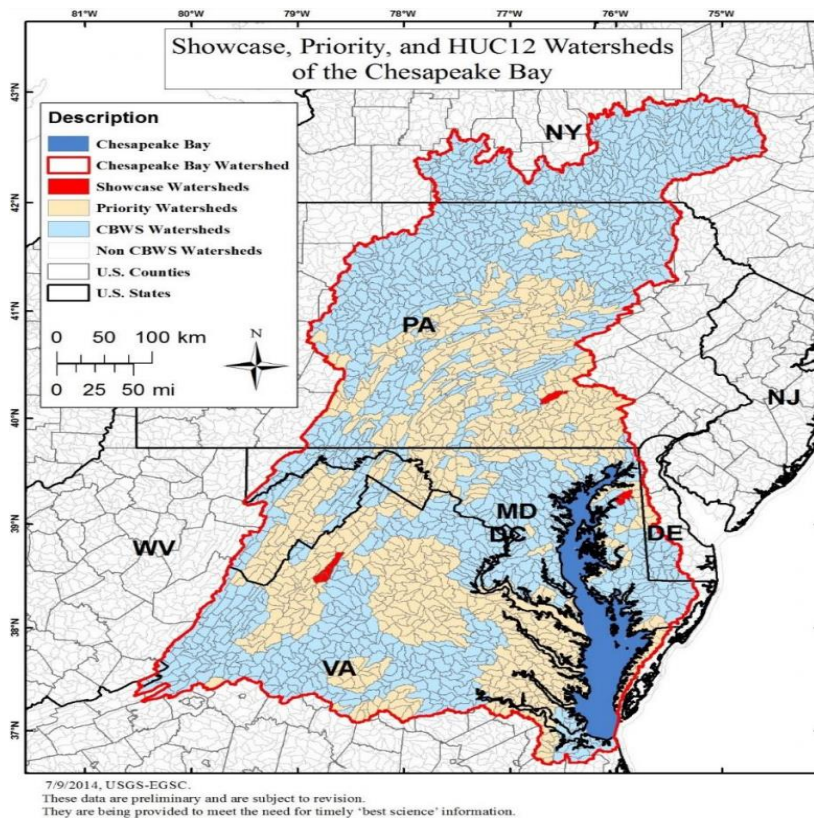 81°W 80°W 79°W 78°W 77°W 76°W 75°W
Showcase, Priority, and HUC12 Watersheds
of the Chesapeake Bay
43°N
42°N
41°N
40°N
39°N
38°N
37°N
Description
Chesapeake Bay
Chesapeake Bay Watershed
Showcase Watersheds
Priority Watersheds
CBWS Watersheds
Non CBWS Watersheds
U.S. Counties
U.S. States
0 50 100 km
N
0 25 50 mi
NY
PA
NJ
MD
DC
DE
WV
VA
7/9/2014, USGS-EGSC.
These data are preliminary and are subject to revision.
They are being provided to meet the need for timely ‘best science’ information.